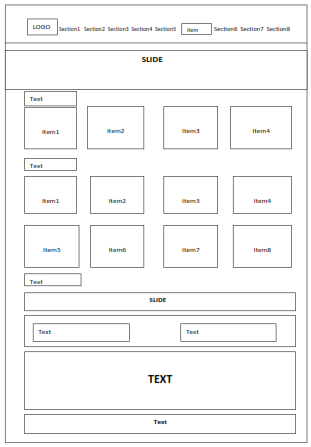 LOGO Section1 Section2 Section3 Section4 Section5 Item Section6 Section7 Section8
SLIDE
Text
Item1 Item2 Item3 Item4
Text
Item1 Item2 Item3 Item4
Item5 Item6 Item7 Item8
Text
SLIDE
Text Text
TEXT
Text